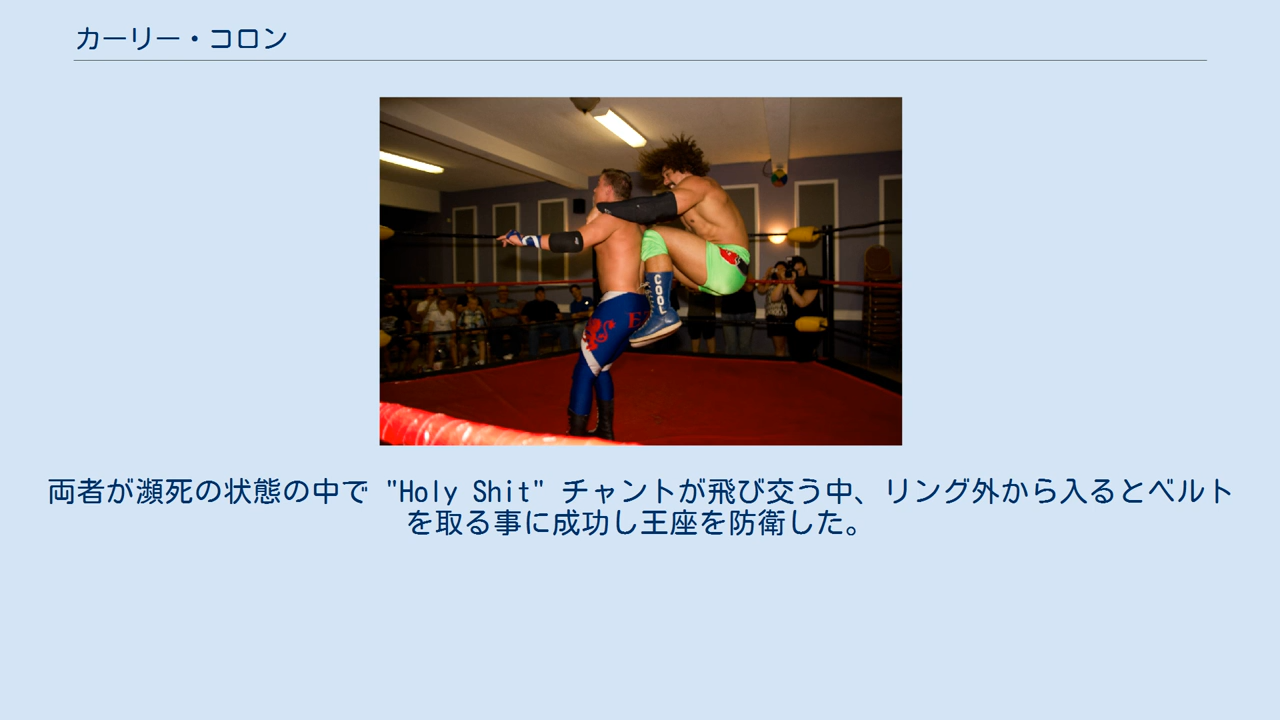 カーリー・コロン
COOL
両者が瀕死の状態の中で "Holy Shit" チャントが飛び交う中、リング外から入るとベルト
を取る事に成功し王座を防衛した。